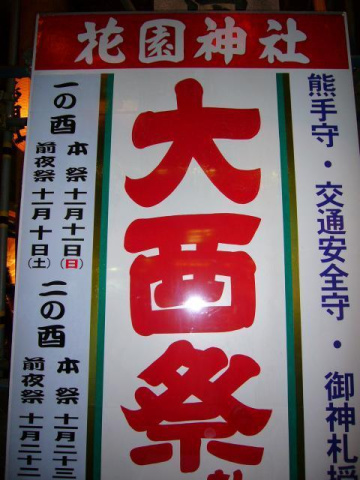 花園神社
熊手守・交通安全守・御神札授
大酉祭
一の酉
本祭 十一月十一日(日)
前夜祭 十一月十日(土)
二の酉
本祭 十一月二十三
前夜祭 十一月二十二